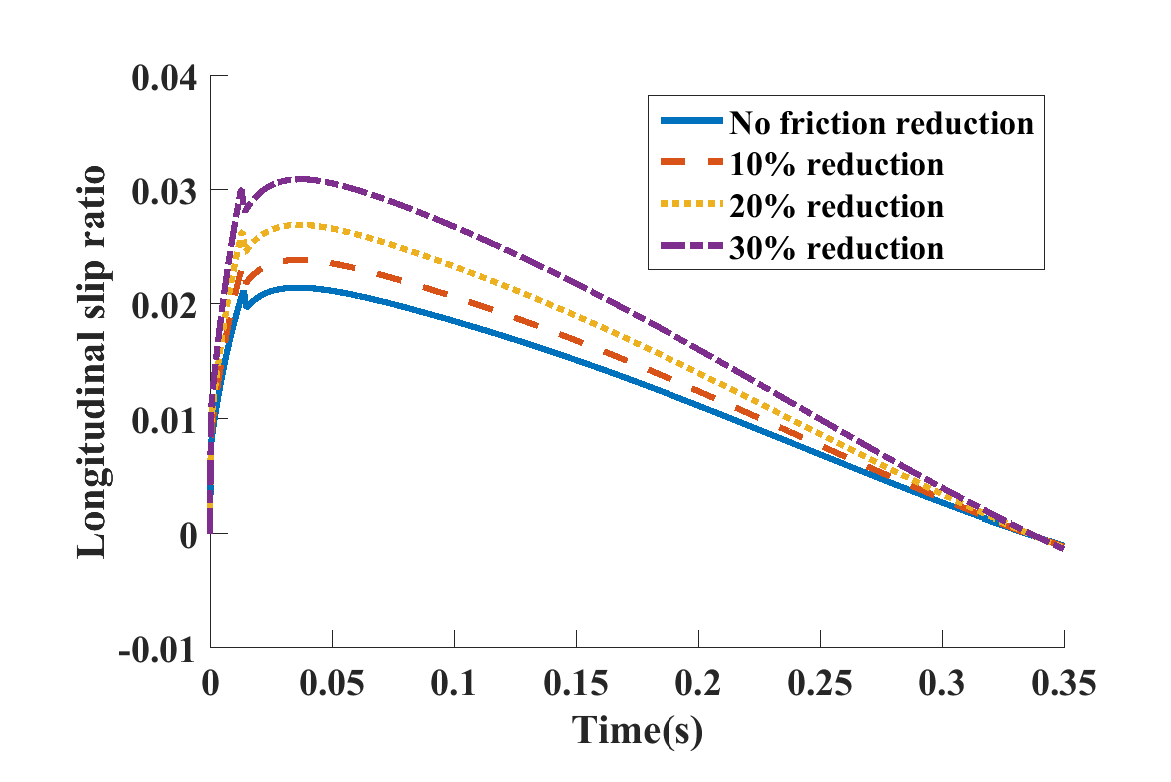 0.04
0.03
0.02
0.01
0
-0.01
Longitudinal slip ratio
No friction reduction
10% reduction
20% reduction
30% reduction
0 0.05 0.1 0.15 0.2 0.25 0.3 0.35
Time(s)